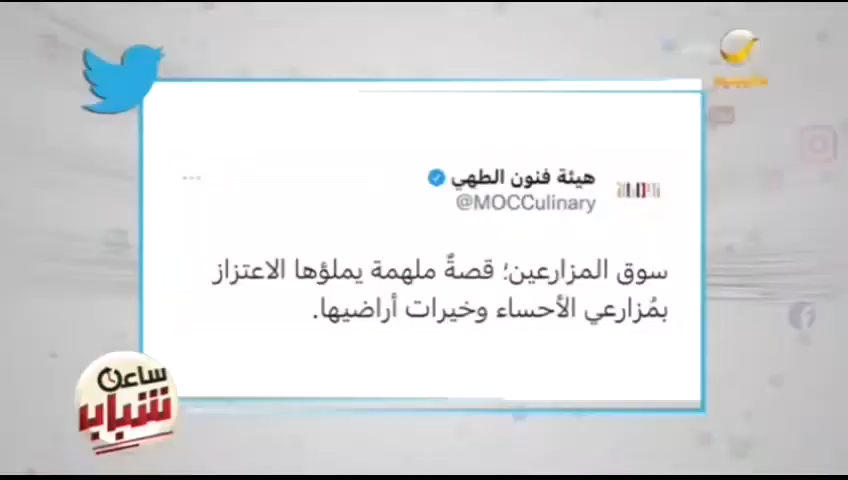 هيئة فنون الطهي
@MOCCulinary
سوق المزارعين؛ قصةٌ ملهمة يملؤها الاعتزاز
بمُزارعي الأحساء وخيرات أراضيها.
ساعة
شباب